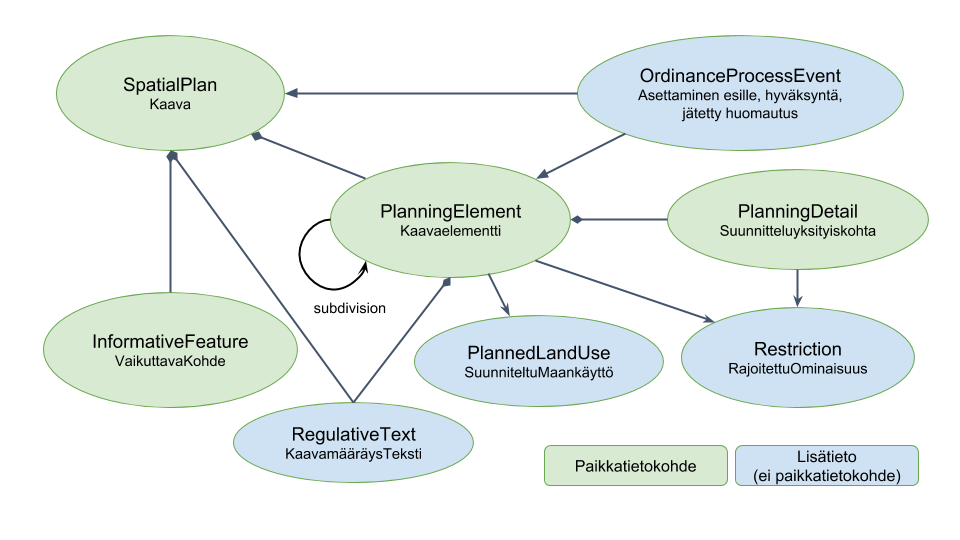 SpatialPlan
Kaava
OrdinanceProcessEvent
Asettaminen esille, hyväksyntä,
jätetty huomautus
PlanningElement
Kaavaelementti
PlanningDetail
Suunnitteluyksityiskohta
subdivision
InformativeFeature
VaikuttavaKohde
PlannedLandUse
SuunniteltuMaankäyttö
Restriction
RajoitettuOminaisuus
RegulativeText
KaavamääräysTeksti
Paikkatietokohde
Lisätieto
(ei paikkatietokohde)